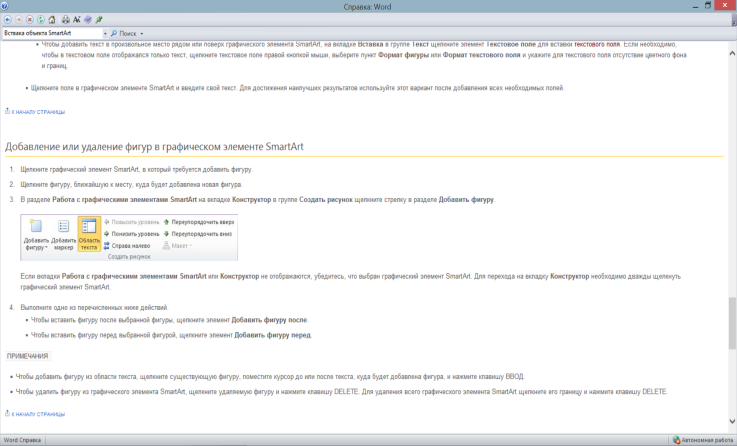 Справка: Word
Вставка объекта SmartArt
Поиск
Чтобы добавить текст в произвольное место рядом или поверх графического элемента SmartArt, на вкладке Вставка в группе Текст щелкните элемент Текстовое поле для вставки текстового поля. Если необходимо,
чтобы в текстовом поле отображался только текст, щелкните текстовое поле правой кнопкой мыши, выберите пункт Формат фигуры или Формат текстового поля и укажите для текстового поля отсутствие цветного фона
и границ.
Щелкните поле в графическом элементе SmartArt и введите свой текст. Для достижения наилучших результатов используйте этот вариант после добавления всех необходимых полей.
К НАЧАЛУ СТРАНИЦЫ
Добавление или удаление фигур в графическом элементе SmartArt
1. Щелкните графический элемент SmartArt, в который требуется добавить фигуру.
2. Щелкните фигуру, ближайшую к месту, куда будет добавлена новая фигура.
3. В разделе Работа с графическими элементами SmartArt на вкладке Конструктор в группе Создать рисунок щелкните стрелку в разделе Добавить фигуру.
Добавить фигуру
Добавить маркер
Область текста
Повысить уровень
Понизить уровень
Справа налево
Переупорядочить вверх
Переупорядочить вниз
Макет
Создать рисунок
Если вкладки Работа с графическими элементами SmartArt или Конструктор не отображаются, убедитесь, что выбран графический элемент SmartArt. Для перехода на вкладку Конструктор необходимо дважды щелкнуть
графический элемент SmartArt.
4. Выполните одно из перечисленных ниже действий.
Чтобы вставить фигуру после выбранной фигуры, щелкните элемент Добавить фигуру после.
Чтобы вставить фигуру перед выбранной фигурой, щелкните элемент Добавить фигуру перед.
ПРИМЕЧАНИЯ
Чтобы добавить фигуру из области текста, щелкните существующую фигуру, поместите курсор до или после текста, куда будет добавлена фигура, и нажмите клавишу ВВОД.
Чтобы удалить фигуру из графического элемента SmartArt, щелкните удаляемую фигуру и нажмите клавишу DELETE. Для удаления всего графического элемента SmartArt щелкните его границу и нажмите клавишу DELETE.
К НАЧАЛУ СТРАНИЦЫ
Word Справка
Автономная работа